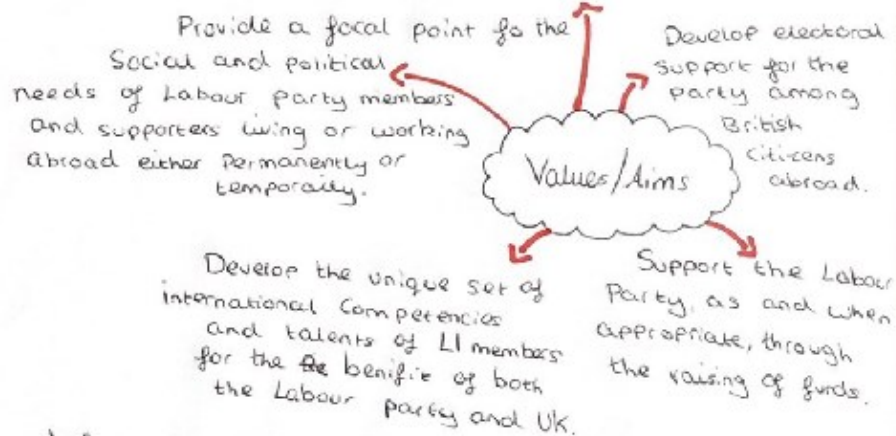 Provide a focal point fo the
Social and political
needs of Labour party members
and supporters living or working
abroad either Permanently or
temporaily.
Develop electoral
support for the
party among
British
Citizens
abroad.
Values/Aims
Develop the unique set of
international Competencies
and talents of LI members
for the benifit of both
the Labour party and UK.
Support the Labour
Party, as and when
appropriate, through
the raising of funds.